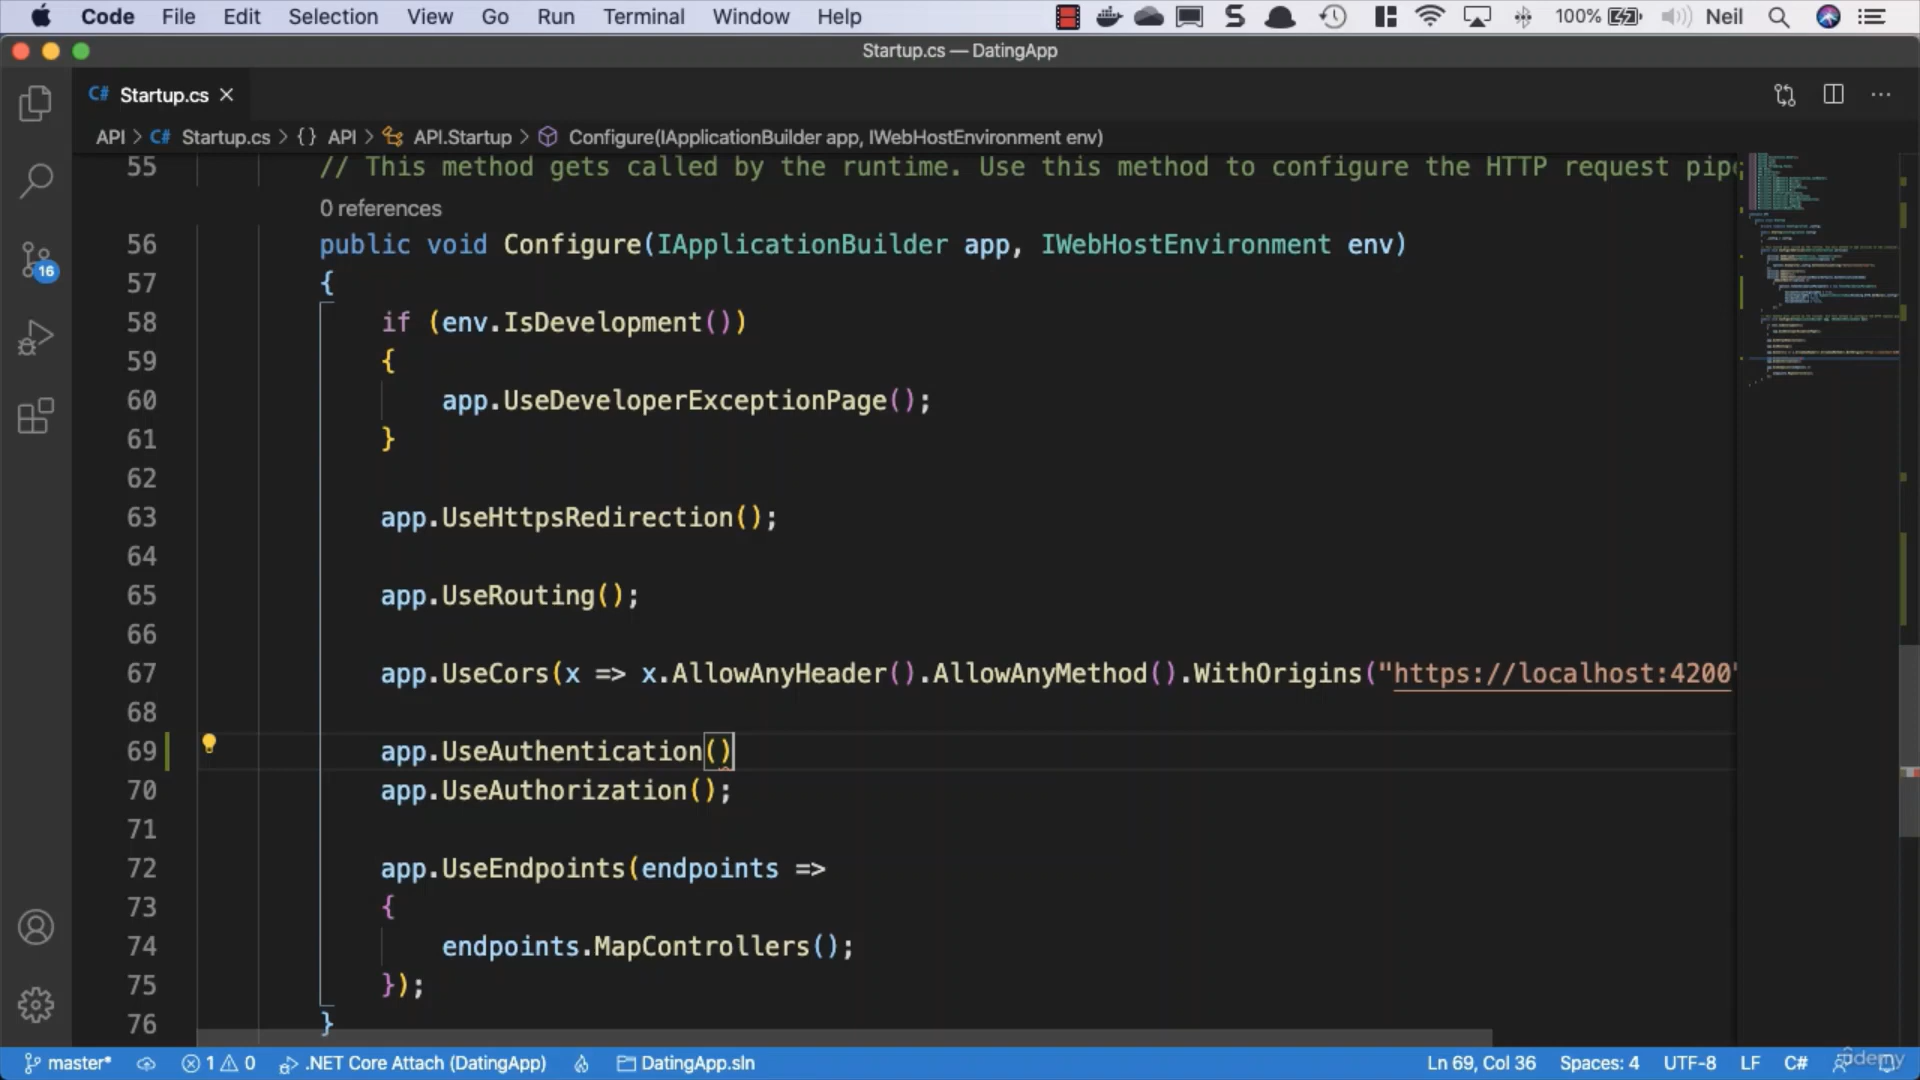 Code File Edit Selection View Go Run Terminal Window Help 100% Neil
Startup.cs — DatingApp
C# Startup.cs
API > C# Startup.cs > {} API > API.Startup > Configure(IApplicationBuilder app, IWebHostEnvironment env)
55 // This method gets called by the runtime. Use this method to configure the HTTP request pip
0 references
56 public void Configure(IApplicationBuilder app, IWebHostEnvironment env)
57 {
58 if (env.IsDevelopment())
59 {
60 app.UseDeveloperExceptionPage();
61 }
62
63 app.UseHttpsRedirection();
64
65 app.UseRouting();
66
67 app.UseCors(x => x.AllowAnyHeader().AllowAnyMethod().WithOrigins("https://localhost:4200"
68
69 app.UseAuthentication()
70 app.UseAuthorization();
71
72 app.UseEndpoints(endpoints =>
73 {
74 endpoints.MapControllers();
75 });
76 }
16
master* 1 0 .NET Core Attach (DatingApp) DatingApp.sln Ln 69, Col 36 Spaces: 4 UTF-8 LF C#
ûdemy